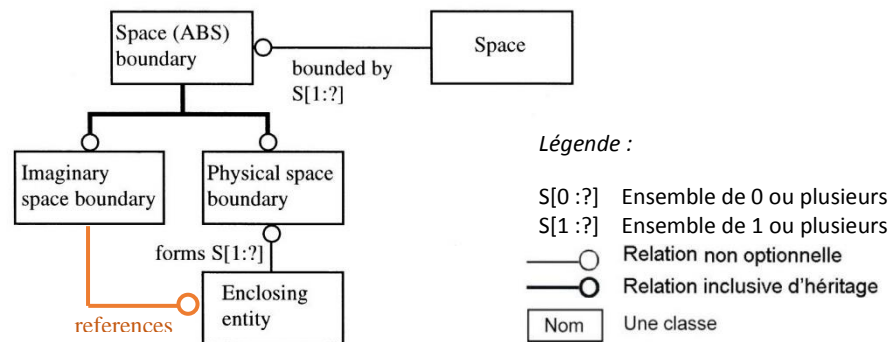 Space (ABS)
boundary
Space
bounded by
S[1:?]
Imaginary
space boundary
Physical space
boundary
forms S[1:?]
Enclosing
entity
references
Légende :
S[0 :?] Ensemble de 0 ou plusieurs
S[1 :?] Ensemble de 1 ou plusieurs
Relation non optionnelle
Relation inclusive d'héritage
Nom Une classe